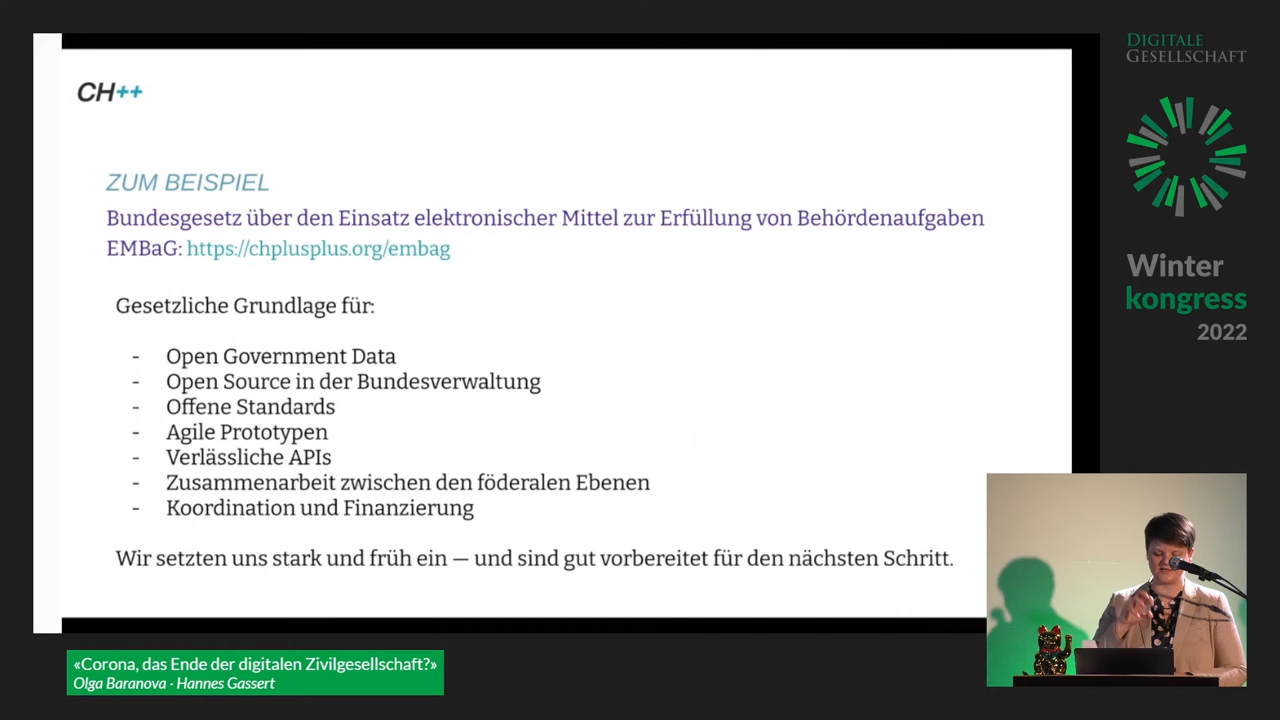 CH++
ZUM BEISPIEL
Bundesgesetz über den Einsatz elektronischer Mittel zur Erfüllung von Behördenaufgaben
EMBaG: https://chplusplus.org/embag
Gesetzliche Grundlage für:
- Open Government Data
- Open Source in der Bundesverwaltung
- Offene Standards
- Agile Prototypen
- Verlässliche APIs
- Zusammenarbeit zwischen den föderalen Ebenen
- Koordination und Finanzierung
Wir setzten uns stark und früh ein — und sind gut vorbereitet für den nächsten Schritt.
DIGITALE
GESELLSCHAFT
Winter
kongress
2022
«Corona, das Ende der digitalen Zivilgesellschaft?»
Olga Baranova · Hannes Gassert